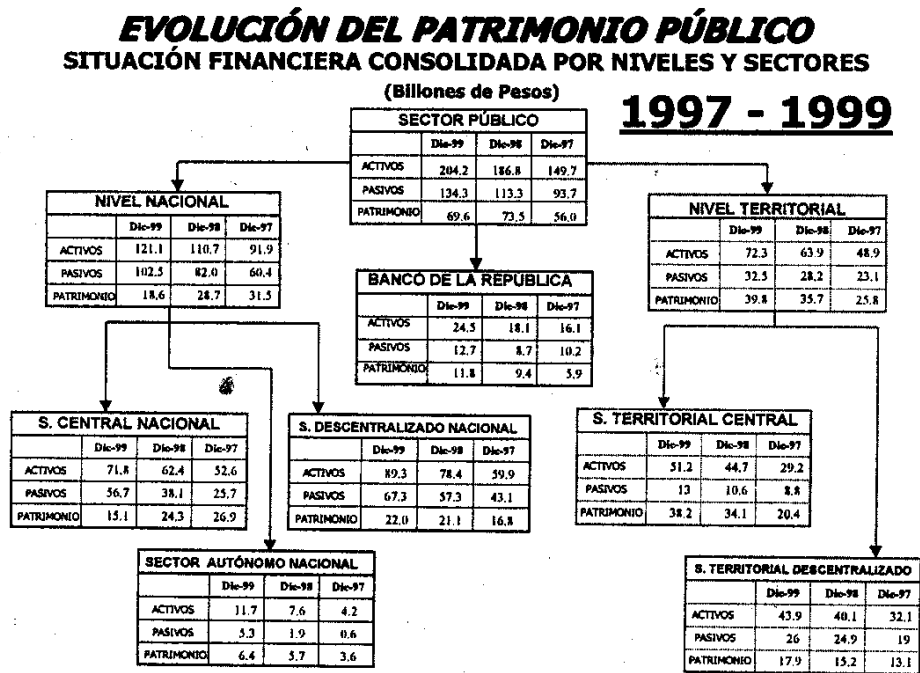 EVOLUCIÓN DEL PATRIMONIO PÚBLICO
SITUACIÓN FINANCIERA CONSOLIDADA POR NIVELES Y SECTORES
(Billones de Pesos)
1997 - 1999
SECTOR PÚBLICO
Dic-99 Dic-98 Dic-97
ACTIVOS 204.2 186.8 149.7
PASIVOS 134.3 113.3 93.7
PATRIMONIO 69.6 73.5 56.0
NIVEL NACIONAL
Dic-99 Dic-98 Dic-97
ACTIVOS 121.1 110.7 91.9
PASIVOS 102.5 82.0 60.4
PATRIMONIO 18.6 28.7 31.5
BANCO DE LA REPÚBLICA
Dic-99 Dic-98 Dic-97
ACTIVOS 24.5 18.1 16.1
PASIVOS 12.7 8.7 10.2
PATRIMONIO 11.8 9.4 5.9
NIVEL TERRITORIAL
Dic-99 Dic-98 Dic-97
ACTIVOS 72.3 63.9 48.9
PASIVOS 32.5 28.2 23.1
PATRIMONIO 39.8 35.7 25.8
S. CENTRAL NACIONAL
Dic-99 Dic-98 Dic-97
ACTIVOS 71.8 62.4 52.6
PASIVOS 56.7 38.1 25.7
PATRIMONIO 15.1 24.3 26.9
S. DESCENTRALIZADO NACIONAL
Dic-99 Dic-98 Dic-97
ACTIVOS 89.3 78.4 59.9
PASIVOS 67.3 57.3 43.1
PATRIMONIO 22.0 21.1 16.8
S. TERRITORIAL CENTRAL
Dic-99 Dic-98 Dic-97
ACTIVOS 51.2 44.7 29.2
PASIVOS 13 10.6 8.8
PATRIMONIO 38.2 34.1 20.4
SECTOR AUTÓNOMO NACIONAL
Dic-99 Dic-98 Dic-97
ACTIVOS 11.7 7.6 4.2
PASIVOS 5.3 1.9 0.6
PATRIMONIO 6.4 5.7 3.6
S. TERRITORIAL DESCENTRALIZADO
Dic-99 Dic-98 Dic-97
ACTIVOS 43.9 40.1 32.1
PASIVOS 26 24.9 19
PATRIMONIO 17.9 15.2 13.1